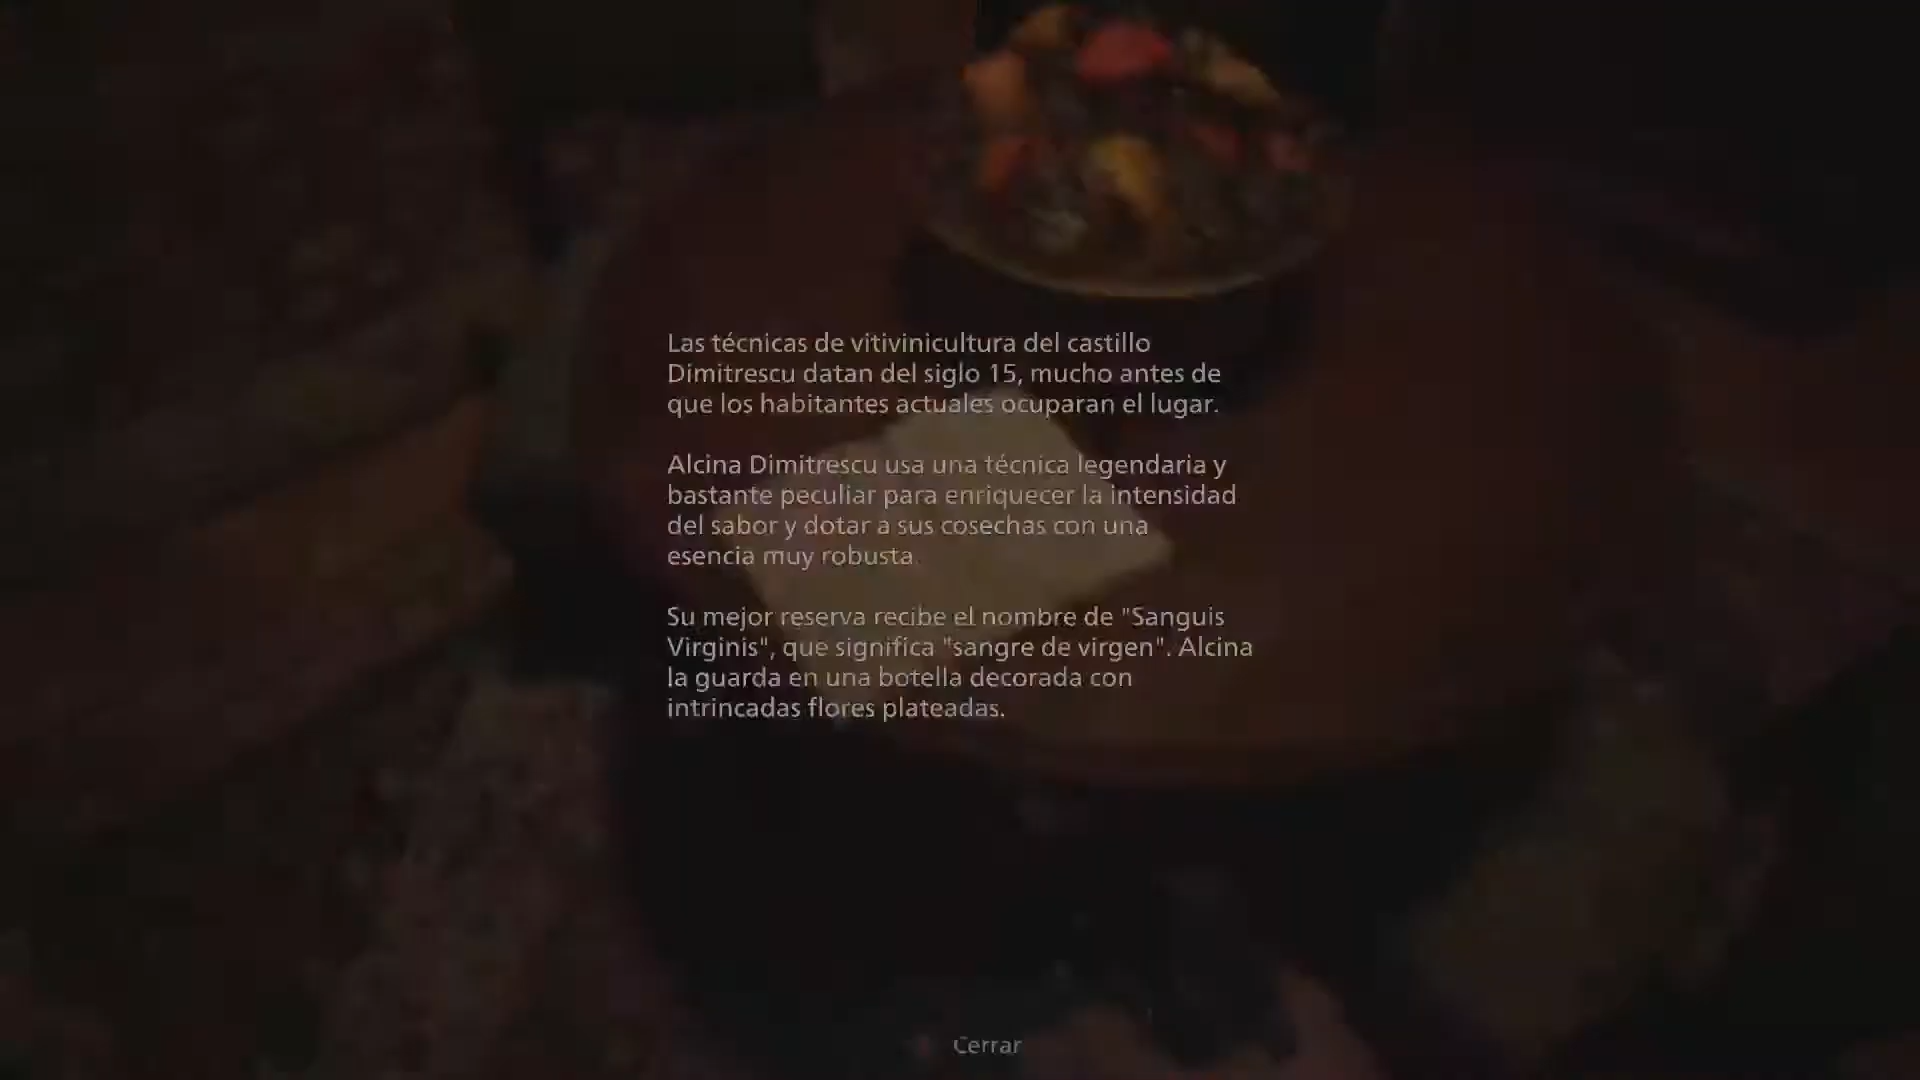 Las técnicas de vitivinicultura del castillo
Dimitrescu datan del siglo 15, mucho antes de
que los habitantes actuales ocuparan el lugar.
Alcina Dimitrescu usa una técnica legendaria y
bastante peculiar para enriquecer la intensidad
del sabor y dotar a sus cosechas con una
esencia muy robusta.
Su mejor reserva recibe el nombre de "Sanguis
Virginis", que significa "sangre de virgen". Alcina
la guarda en una botella decorada con
intrincadas flores plateadas.
Cerrar